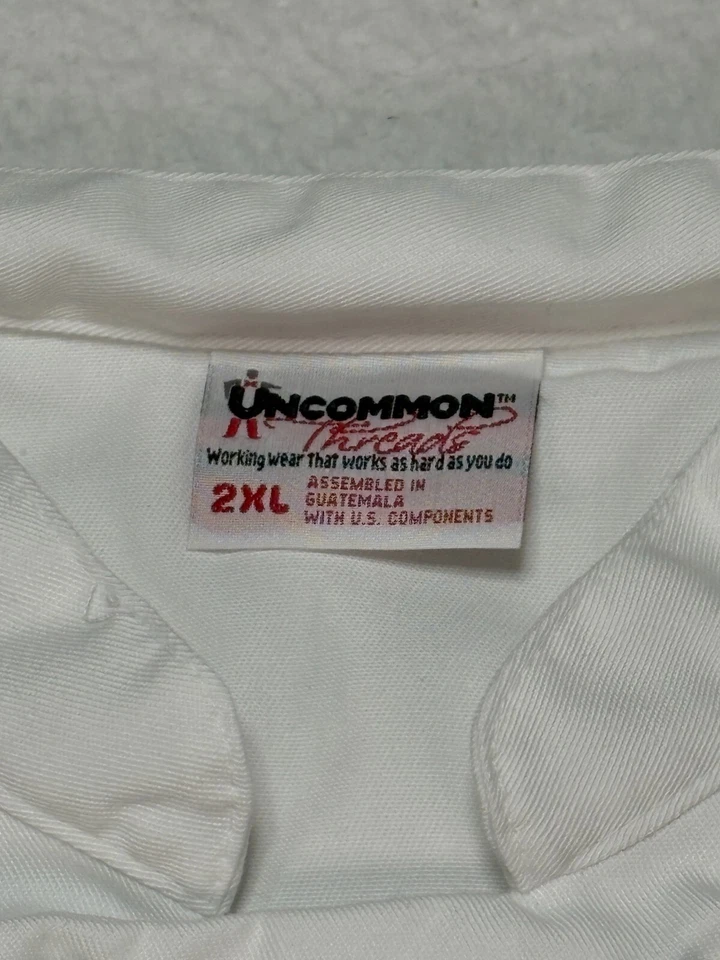 UNCOMMON™
Threads
Working wear that works as hard as you do
2XL
ASSEMBLED IN
GUATEMALA
WITH U.S. COMPONENTS